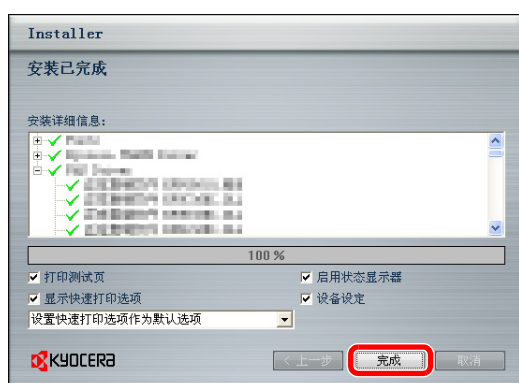 Installer
安装已完成
安装详细信息:
100 %
打印测试页
启用状态显示器
显示快速打印选项
设备设定
设置快速打印选项作为默认选项
KYOCERA
< 上一步
完成
取消